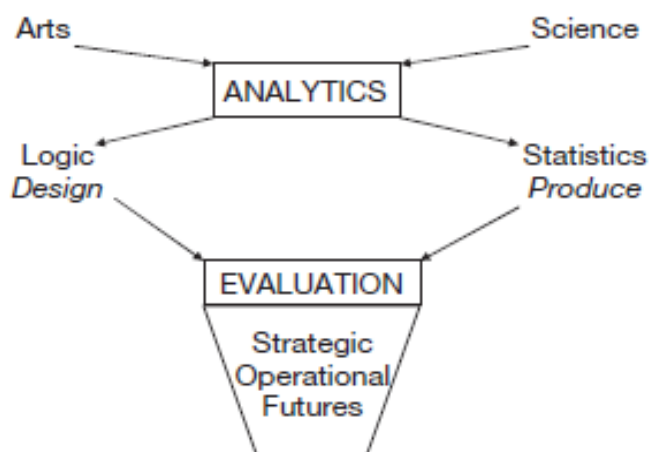 Arts
Science
ANALYTICS
Logic
Design
Statistics
Produce
EVALUATION
Strategic
Operational
Futures